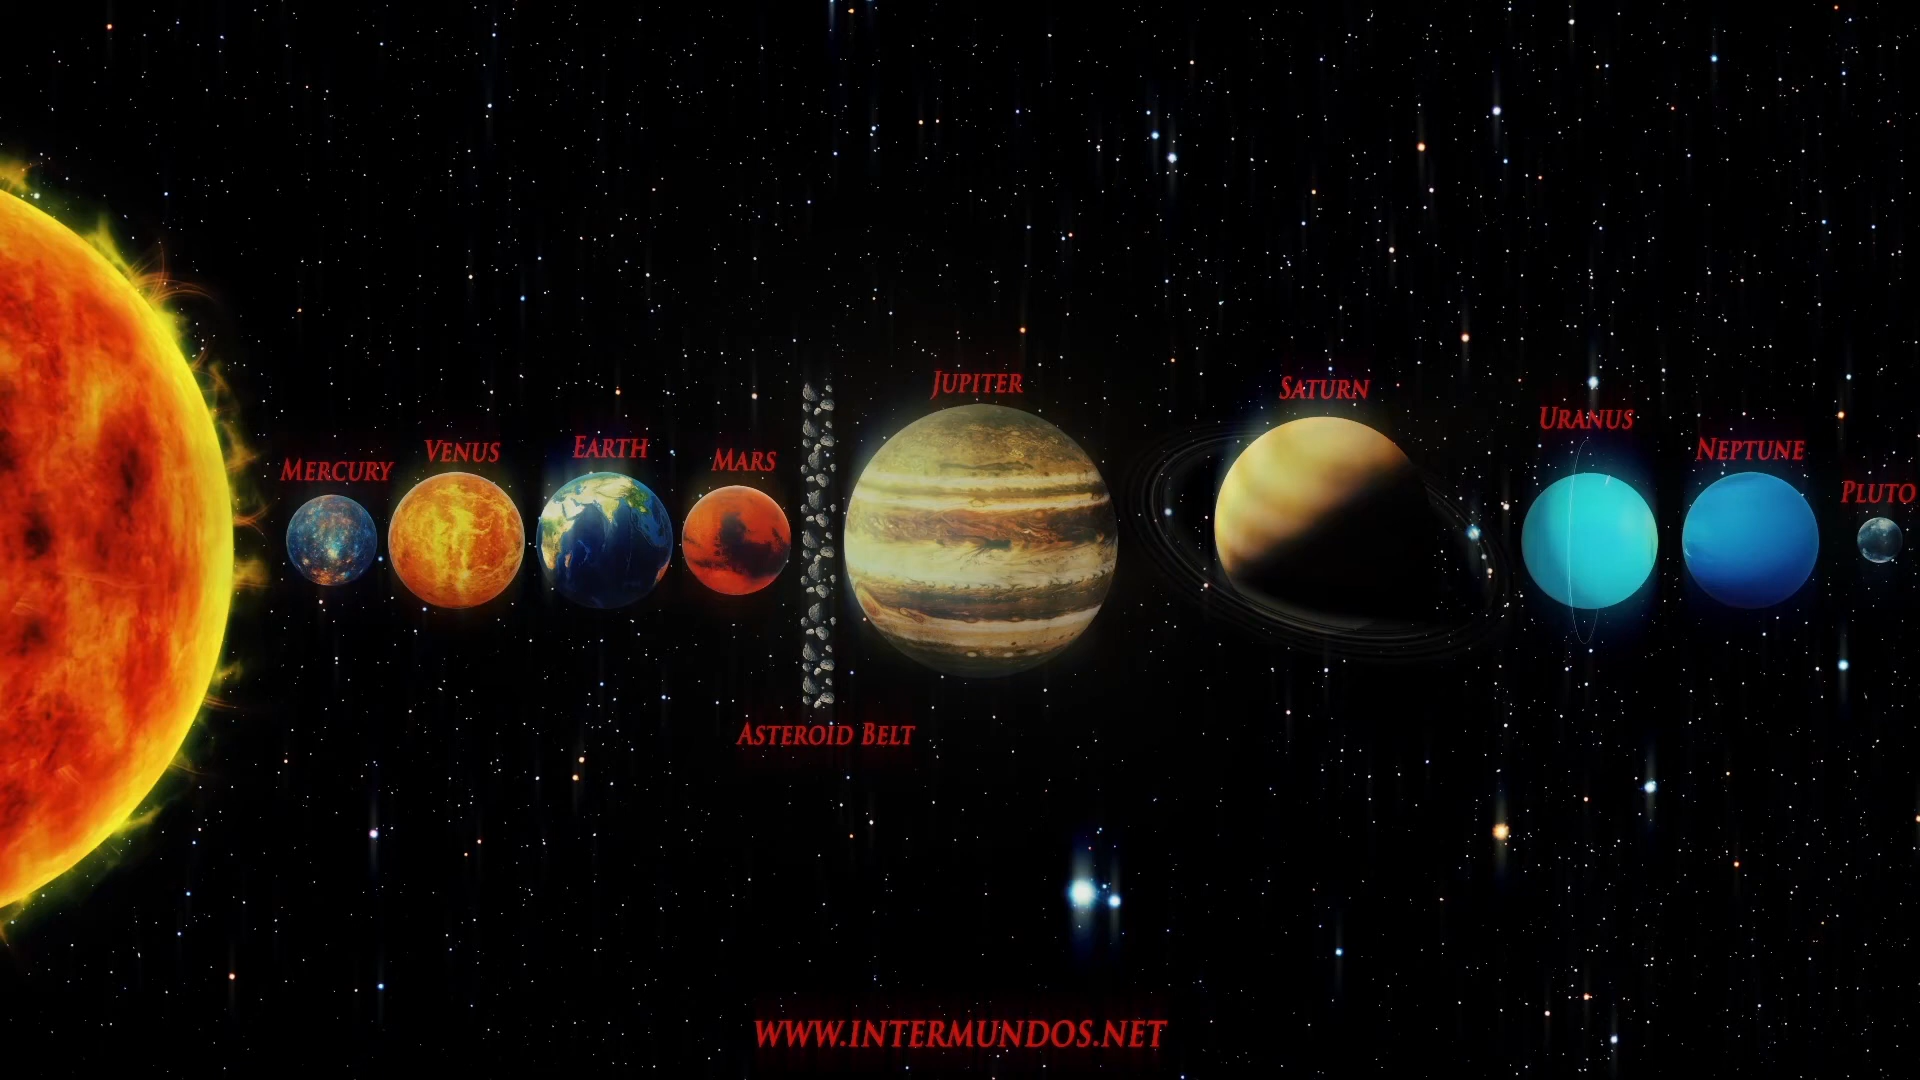 Mercury
Venus
Earth
Mars
Asteroid Belt
Jupiter
Saturn
Uranus
Neptune
Pluto
WWW.INTERMUNDOS.NET